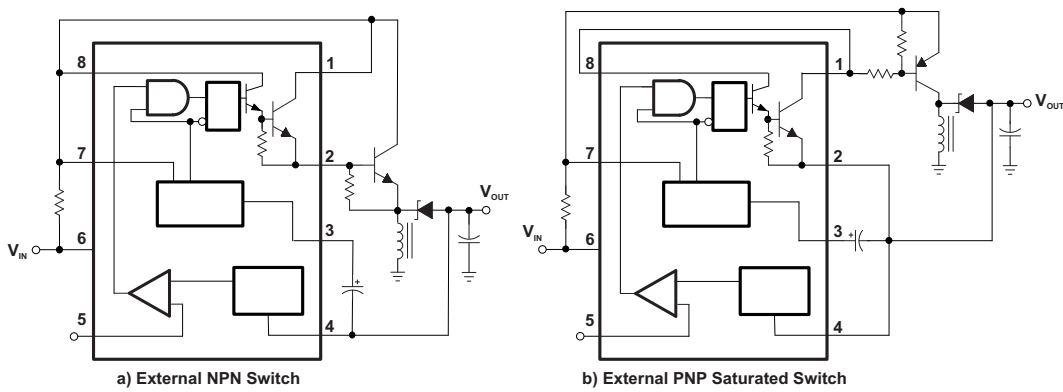 8
1
7
2
V_OUT
3
V_IN
6
5
4
a) External NPN Switch
8
1
V_OUT
7
2
3
V_IN
6
5
4
b) External PNP Saturated Switch